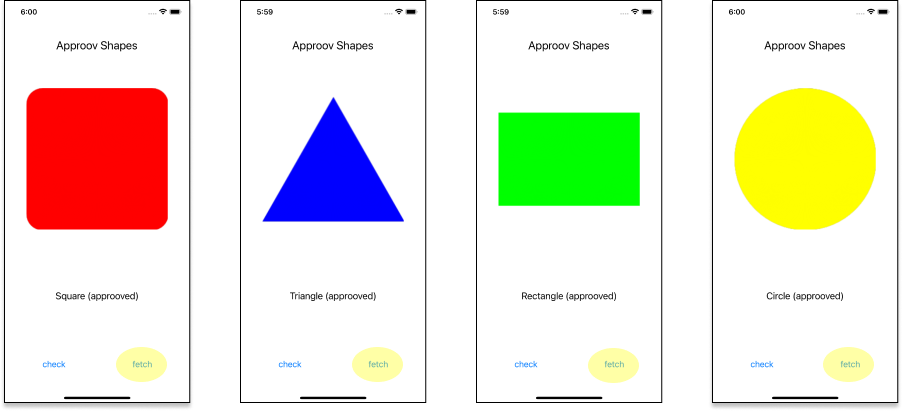 6:00
Approov Shapes
Square (approoved)
check
fetch
5:59
Approov Shapes
Triangle (approoved)
check
fetch
5:59
Approov Shapes
Rectangle (approoved)
check
fetch
6:00
Approov Shapes
Circle (approoved)
check
fetch